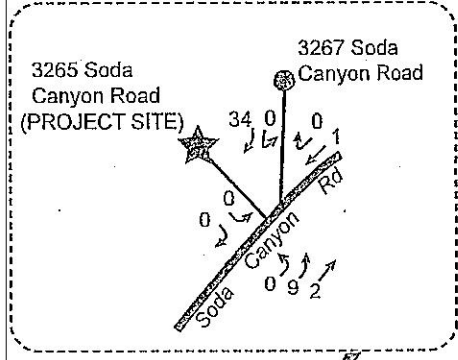 3267 Soda
Canyon Road
3265 Soda
Canyon Road
(PROJECT SITE)
34 0 0
1
0
0
Soda Canyon Rd
0 9 2